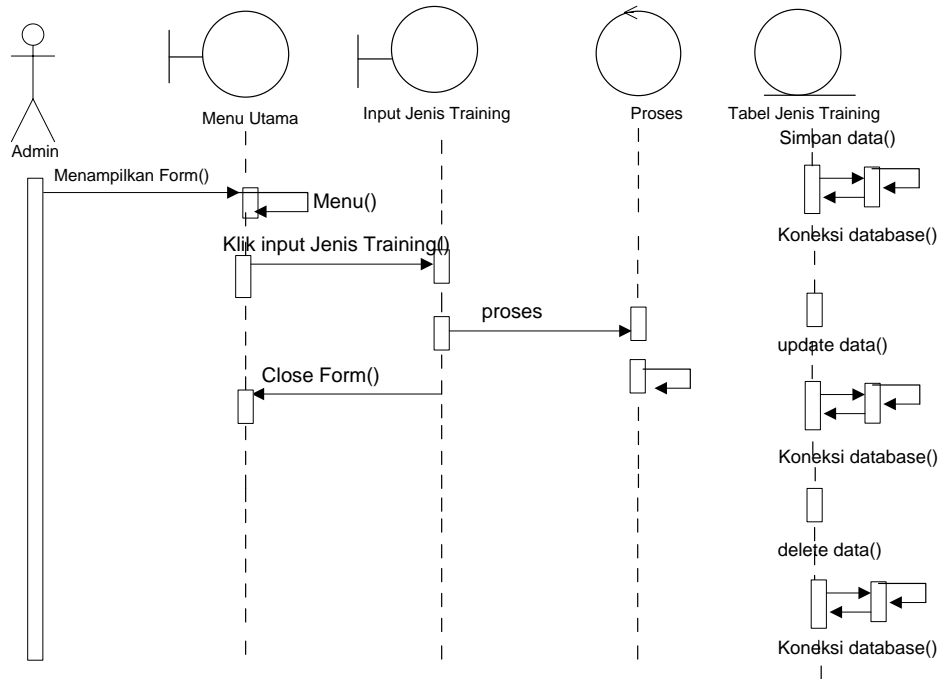 Admin
Menu Utama
Input Jenis Training
Proses
Tabel Jenis Training
Simpan data()
Menampilkan Form()
Menu()
Koneksi database()
Klik input Jenis Training()
proses
update data()
Close Form()
Koneksi database()
delete data()
Koneksi database()